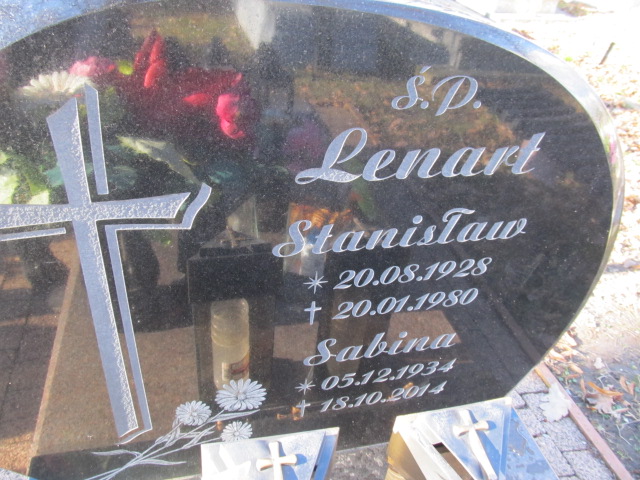 Ś.P.
Lenart
Stanisław
* 20.08.1928
† 20.01.1980
Sabina
* 05.12.1934
† 18.10.2014